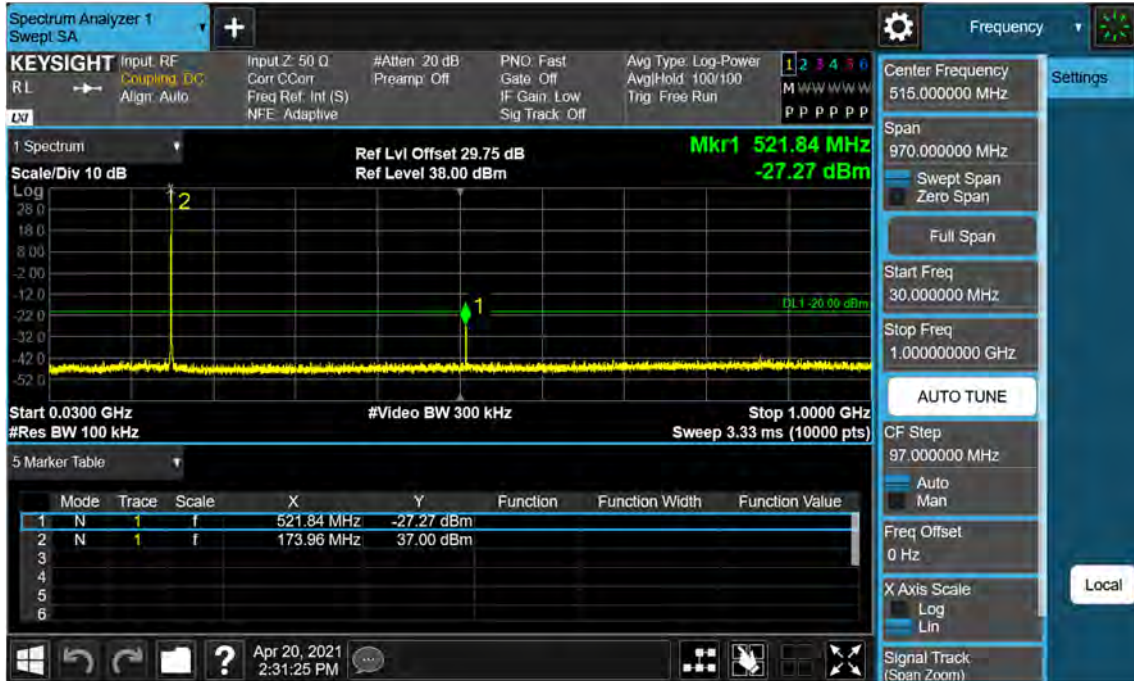 Spectrum Analyzer 1
Swept SA
+
Frequency
KEYSIGHT
RL
LXI
Input: RF
Coupling: DC
Align: Auto
Input Z: 50 Ω
Corr CCorr
Freq Ref: Int (S)
NFE: Adaptive
#Atten: 20 dB
Preamp: Off
PNO: Fast
Gate: Off
IF Gain: Low
Sig Track: Off
Avg Type: Log-Power
Avg|Hold: 100/100
Trig: Free Run
1 2 3 4 5 6
M W W W W W
P P P P P P
1 Spectrum
Scale/Div 10 dB
Ref Lvl Offset 29.75 dB
Ref Level 38.00 dBm
Mkr1 521.84 MHz
-27.27 dBm
Log
28.0
18.0
8.00
-2.00
-12.0
-22.0
-32.0
-42.0
-52.0
2
1
DL1 -20.00 dBm
Start 0.0300 GHz
#Res BW 100 kHz
#Video BW 300 kHz
Stop 1.0000 GHz
Sweep 3.33 ms (10000 pts)
5 Marker Table
Mode Trace Scale X Y Function Function Width Function Value
1 N 1 f 521.84 MHz -27.27 dBm
2 N 1 f 173.96 MHz 37.00 dBm
3
4
5
6
?
Apr 20, 2021
2:31:25 PM
Center Frequency
515.000000 MHz
Span
970.000000 MHz
Swept Span
Zero Span
Full Span
Start Freq
30.000000 MHz
Stop Freq
1.000000000 GHz
AUTO TUNE
CF Step
97.000000 MHz
Auto
Man
Freq Offset
0 Hz
X Axis Scale
Log
Lin
Signal Track
(Span Zoom)
Settings
Local